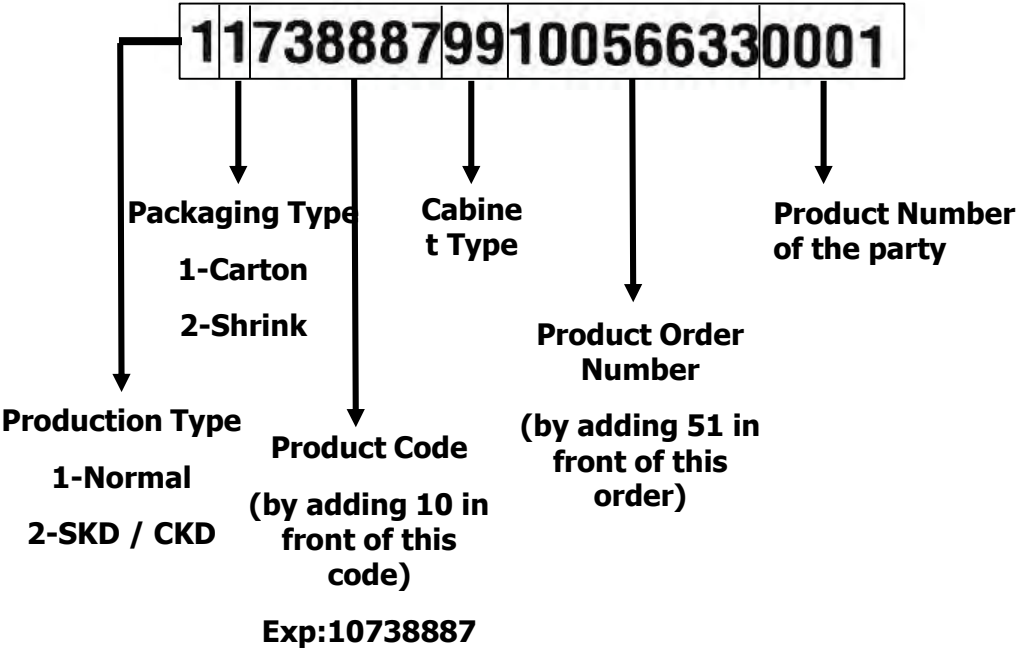 11738887991005663​30001
Packaging Type
1-Carton
2-Shrink
Cabine
t Type
Product Number
of the party
Product Order
Number
(by adding 51 in
front of this
order)
Production Type
1-Normal
2-SKD / CKD
Product Code
(by adding 10 in
front of this
code)
Exp:10738887